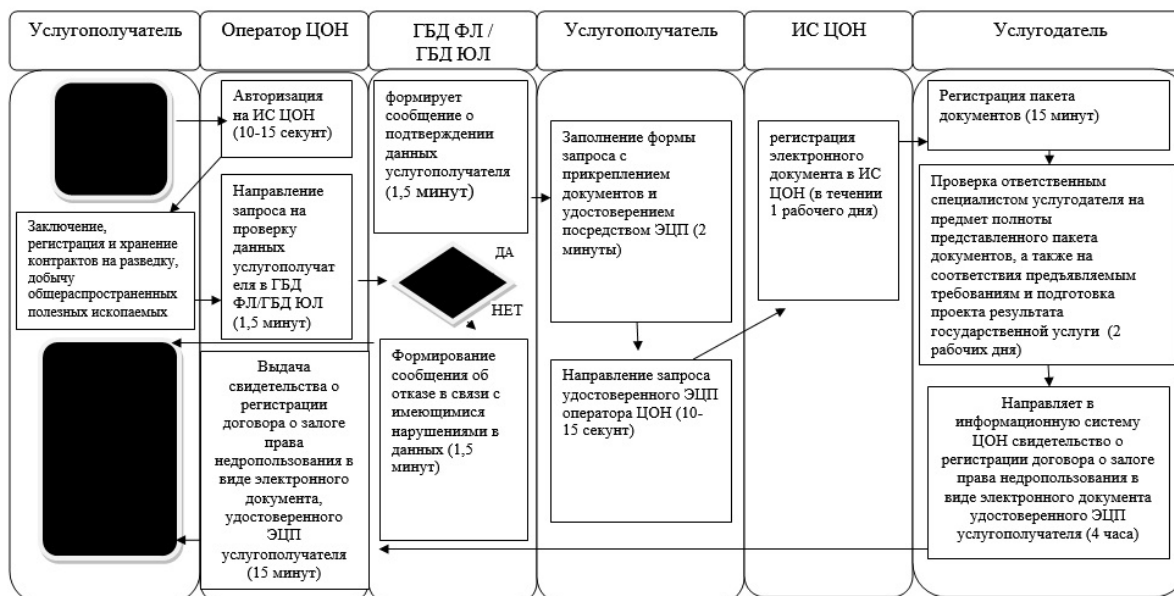 Услугополучатель
Оператор ЦОН
ГБД ФЛ /
ГБД ЮЛ
Услугополучатель
ИС ЦОН
Услугодатель
Авторизация
на ИС ЦОН
(10-15 секунт)
Заключение,
регистрация и хранение
контрактов на разведку,
добычу
общераспространенных
полезных ископаемых
Направление
запроса на
проверку
данных
услугополучат
еля в ГБД
ФЛ/ГБД ЮЛ
(1,5 минут)
Выдача
свидетельства о
регистрации
договора о залоге
права
недропользования в
виде электронного
документа,
удостоверенного
ЭЦП
услугополучателя
(15 минут)
формирует
сообщение о
подтверждении
данных
услугополучателя
(1,5 минут)
ДА
НЕТ
Формирование
сообщения об
отказе в связи с
имеющимися
нарушениями в
данных (1,5
минут)
Заполнение формы
запроса с
прикреплением
документов и
удостоверением
посредством ЭЦП (2
минуты)
Направление запроса
удостоверенного ЭЦП
оператора ЦОН (10-
15 секунт)
регистрация
электронного
документа в ИС
ЦОН (в течении
1 рабочего дня)
Регистрация пакета
документов (15 минут)
Проверка ответственным
специалистом услугодателя на
предмет полноты
представленного пакета
документов, а также на
соответствия предъявляемым
требованиям и подготовка
проекта результата
государственной услуги (2
рабочих дня)
Направляет в
информационную систему
ЦОН свидетельство о
регистрации договора о залоге
права недропользования в
виде электронного документа
удостоверенного ЭЦП
услугополучателя (4 часа)